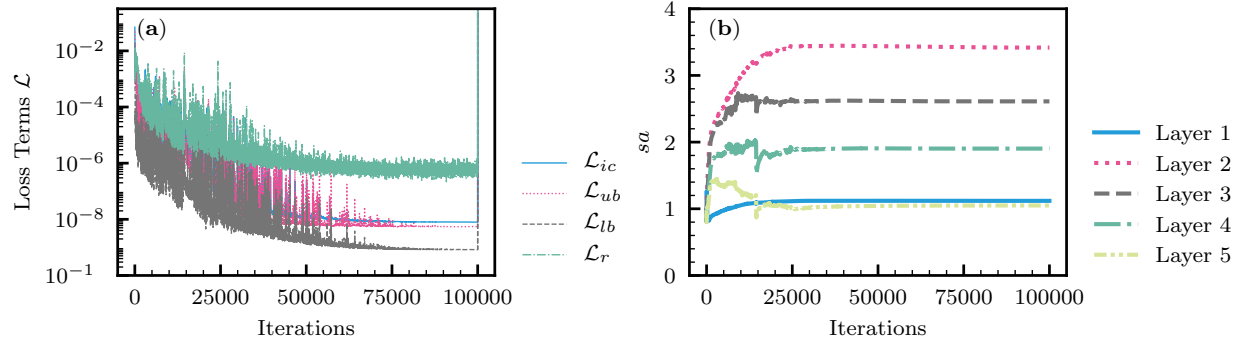 (a)
10⁻²
10⁻⁴
10⁻⁶
10⁻⁸
10⁻¹
Loss Terms ℒ
0 25000 50000 75000 100000
Iterations
ℒ_ic
ℒ_ub
ℒ_lb
ℒ_r
(b)
4
3
2
1
0
sa
0 25000 50000 75000 100000
Iterations
Layer 1
Layer 2
Layer 3
Layer 4
Layer 5